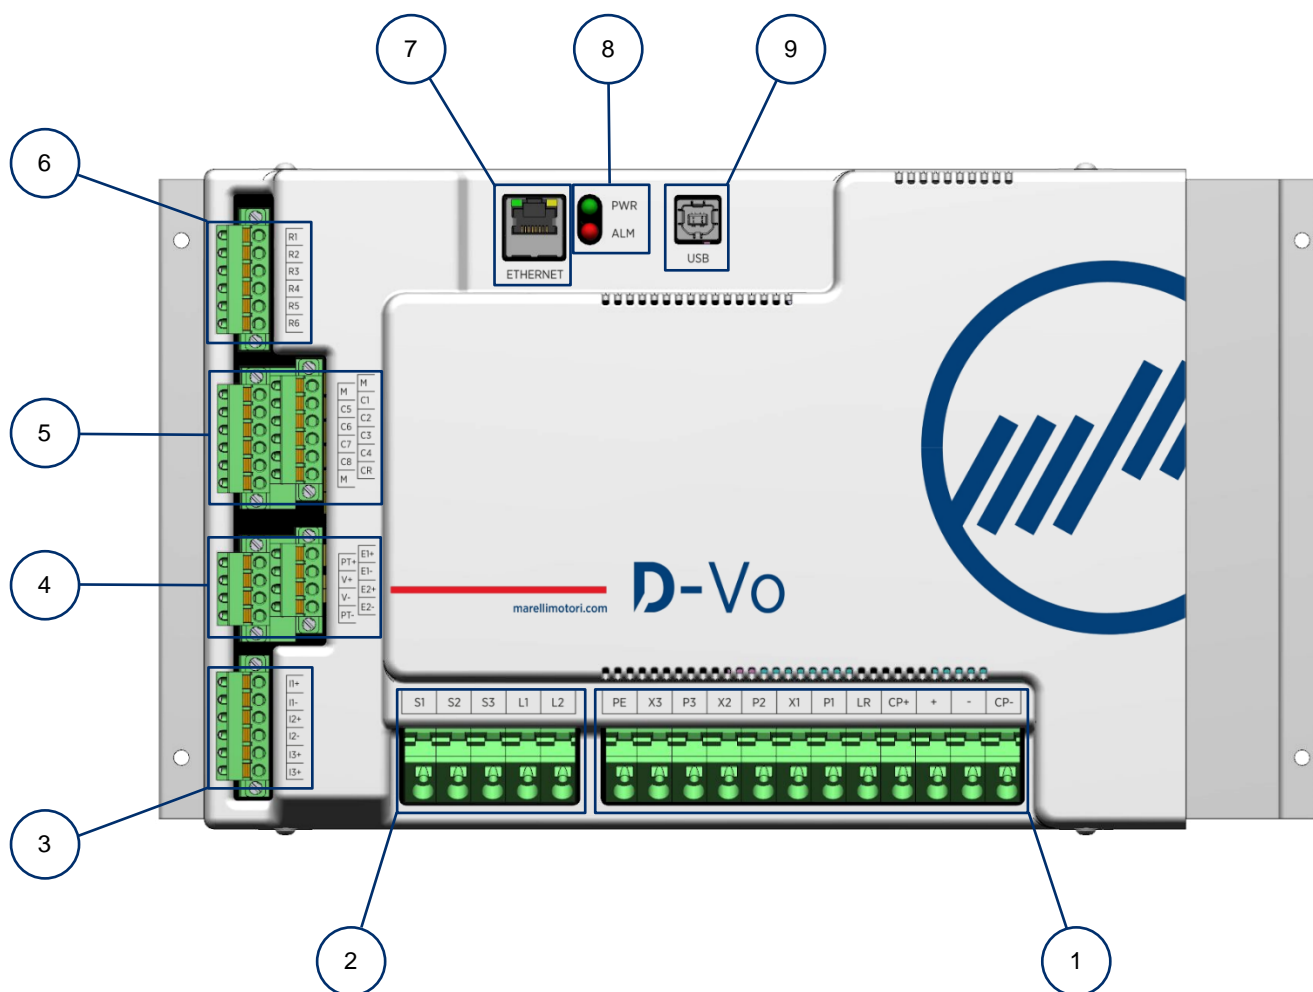 7
8
9
6
PWR
ALM
ETHERNET
USB
R1
R2
R3
R4
R5
R6
5
M
C1
C2
C3
C4
CR
M
C5
C6
C7
C8
M
4
E1+
E1-
E2+
E2-
PT+
V+
V-
PT-
marellimotori.com
D-Vo
3
I1+
I1-
I2+
I2-
I3+
I3+
S1 S2 S3 L1 L2
PE X3 P3 X2 P2 X1 P1 LR CP+ + - CP-
2
1